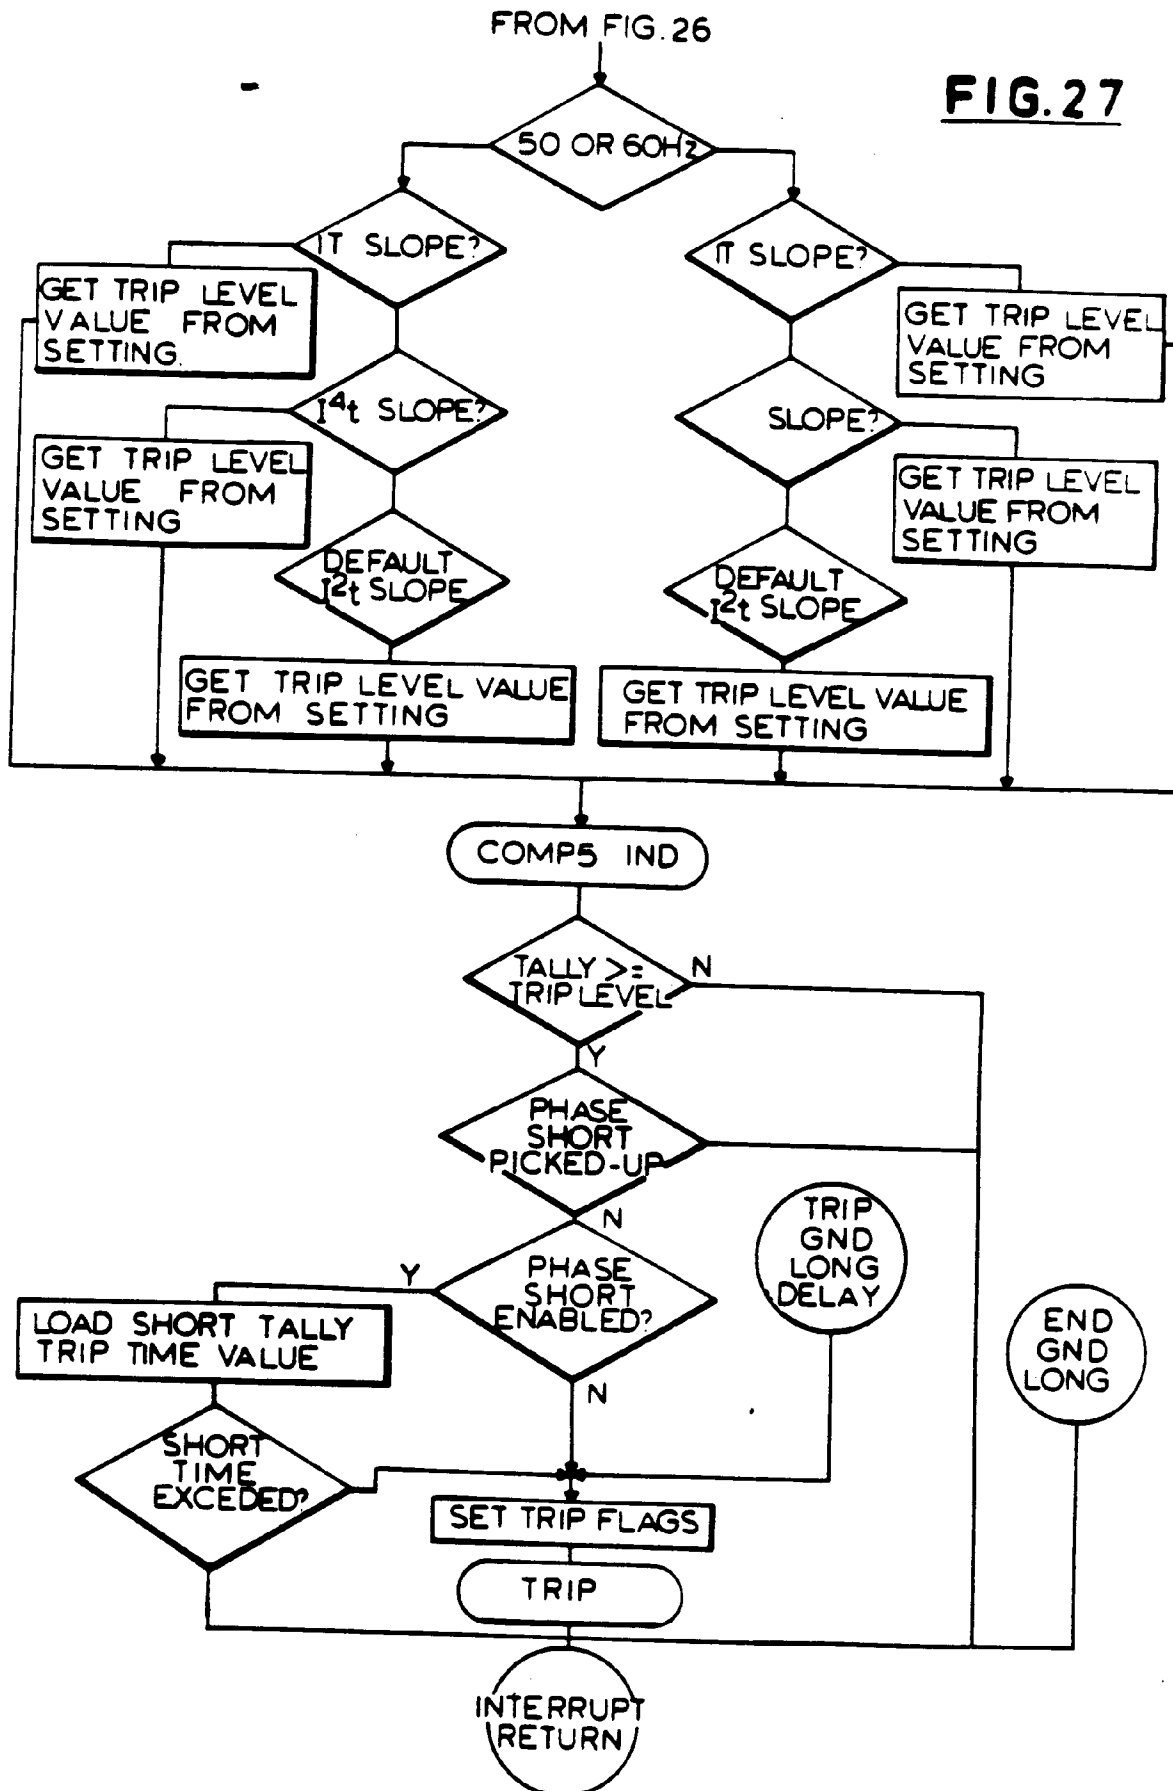 FROM FIG. 26
FIG. 27
50 OR 60Hz
IT SLOPE?
IT SLOPE?
GET TRIP LEVEL
VALUE FROM
SETTING.
GET TRIP LEVEL
VALUE FROM
SETTING
I⁴t SLOPE?
SLOPE?
GET TRIP LEVEL
VALUE FROM
SETTING
GET TRIP LEVEL
VALUE FROM
SETTING
DEFAULT
I²t SLOPE
DEFAULT
I²t SLOPE
GET TRIP LEVEL VALUE
FROM SETTING
GET TRIP LEVEL VALUE
FROM SETTING
COMP5 IND
TALLY >=
TRIP LEVEL
N
Y
PHASE
SHORT
PICKED-UP
N
TRIP
GND
LONG
DELAY
PHASE
SHORT
ENABLED?
Y
N
LOAD SHORT TALLY
TRIP TIME VALUE
END
GND
LONG
SHORT
TIME
EXCEDED?
SET TRIP FLAGS
TRIP
INTERRUPT
RETURN